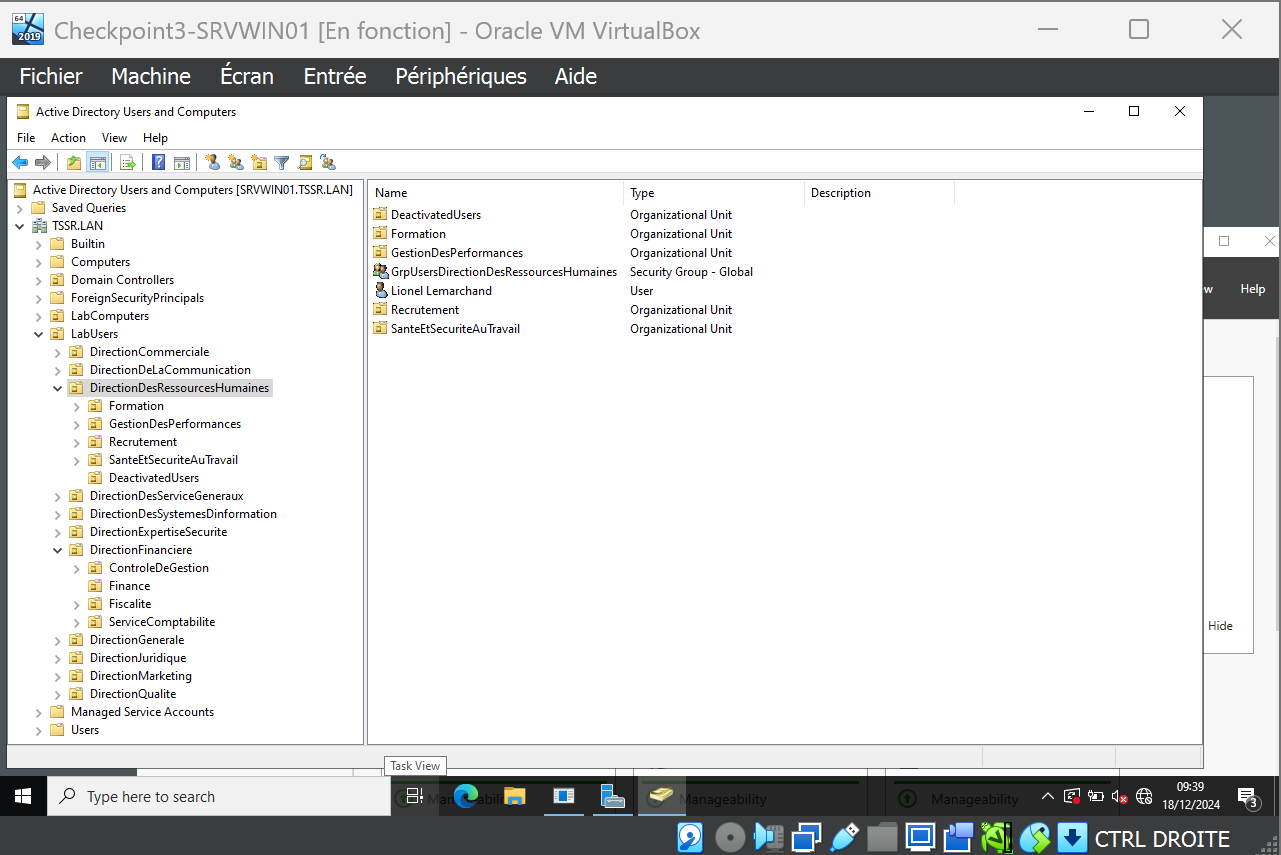 64
2019
Checkpoint3-SRVWIN01 [En fonction] - Oracle VM VirtualBox
Fichier Machine Écran Entrée Périphériques Aide
Active Directory Users and Computers
File Action View Help
Active Directory Users and Computers [SRVWIN01.TSSR.LAN]
Saved Queries
TSSR.LAN
Builtin
Computers
Domain Controllers
ForeignSecurityPrincipals
LabComputers
LabUsers
DirectionCommerciale
DirectionDeLaCommunication
DirectionDesRessourcesHumaines
Formation
GestionDesPerformances
Recrutement
SanteEtSecuriteAuTravail
DeactivatedUsers
DirectionDesServiceGeneraux
DirectionDesSystemesDinformation
DirectionExpertiseSecurite
DirectionFinanciere
ControleDeGestion
Finance
Fiscalite
ServiceComptabilite
DirectionGenerale
DirectionJuridique
DirectionMarketing
DirectionQualite
Managed Service Accounts
Users
Name Type Description
DeactivatedUsers Organizational Unit
Formation Organizational Unit
GestionDesPerformances Organizational Unit
GrpUsersDirectionDesRessourcesHumaines Security Group - Global
Lionel Lemarchand User
Recrutement Organizational Unit
SanteEtSecuriteAuTravail Organizational Unit
w Help
Hide
Task View
Type here to search
Manageability
Manageability
09:39
18/12/2024
3
CTRL DROITE